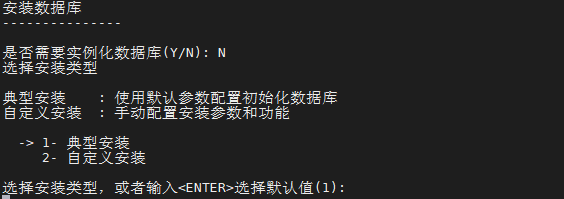 安装数据库
---------------
是否需要实例化数据库(Y/N): N
选择安装类型
典型安装    : 使用默认参数配置初始化数据库
自定义安装  : 手动配置安装参数和功能
  -> 1- 典型安装
     2- 自定义安装
选择安装类型, 或者输入<ENTER>选择默认值(1):